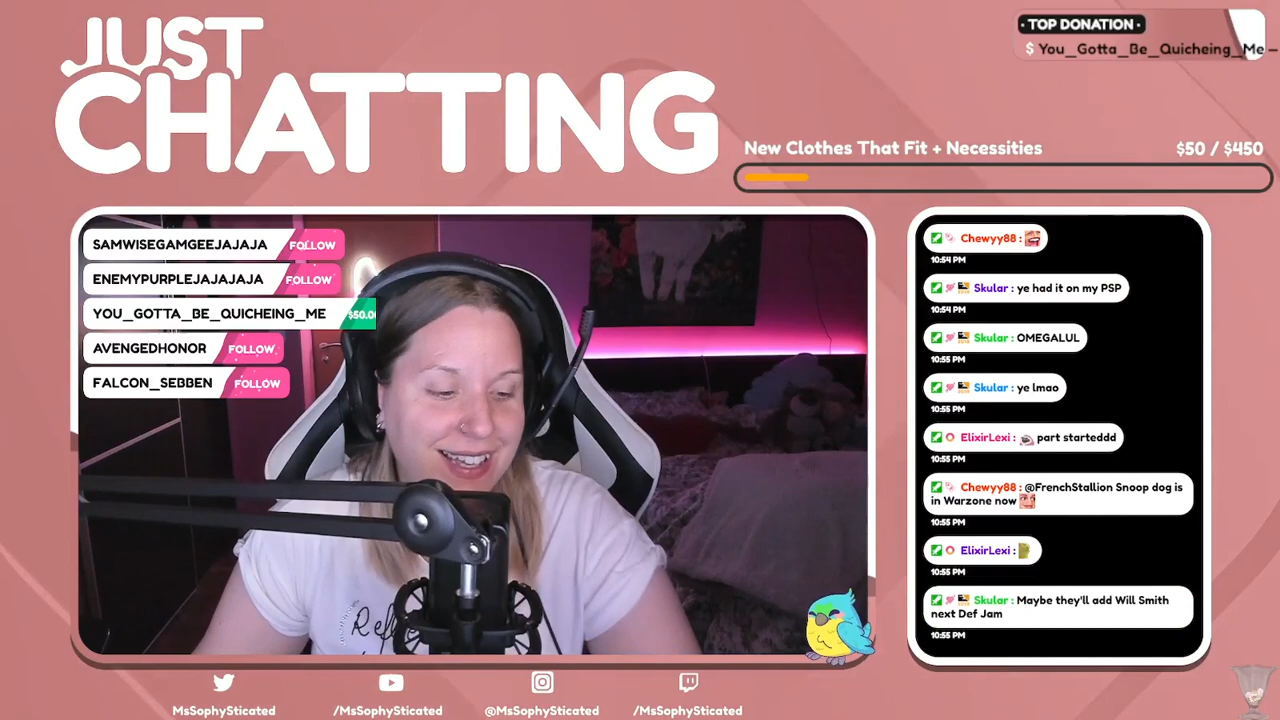 JUST
CHATTING
• TOP DONATION •
$ You_Gotta_Be_Quicheing_Me –
New Clothes That Fit + Necessities
$50 / $450
SAMWISEGAMGEEJAJAJA FOLLOW
ENEMYPURPLEJAJAJAJA FOLLOW
YOU_GOTTA_BE_QUICHEING_ME
AVENGEDHONOR FOLLOW
FALCON_SEBBEN FOLLOW
Chewyy88 :
10:54 PM
Skular : ye had it on my PSP
10:54 PM
Skular : OMEGALUL
10:55 PM
Skular : ye lmao
10:55 PM
ElixirLexi : part starteddd
10:55 PM
Chewyy88 : @FrenchStallion Snoop dog is
in Warzone now
10:55 PM
ElixirLexi :
10:55 PM
Skular : Maybe they'll add Will Smith
next Def Jam
10:55 PM
MsSophySticated
/MsSophySticated
@MsSophySticated
/MsSophySticated